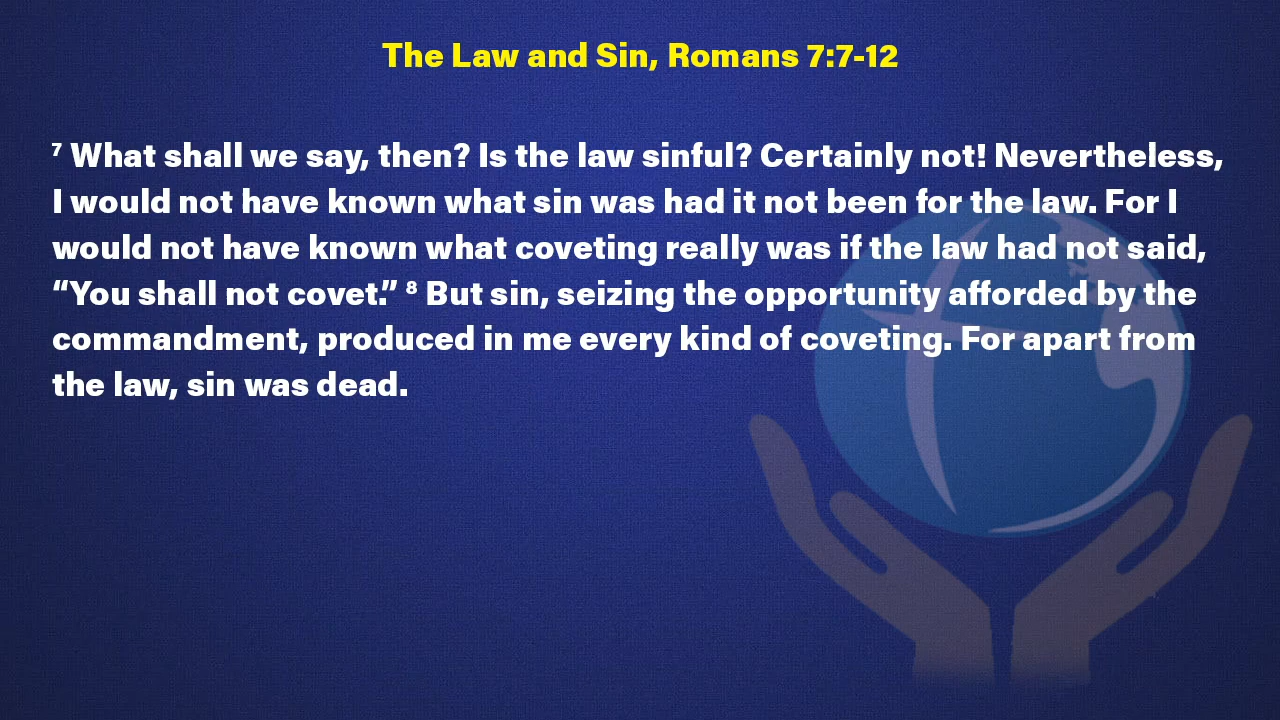 The Law and Sin, Romans 7:7-12
⁷ What shall we say, then? Is the law sinful? Certainly not! Nevertheless,
I would not have known what sin was had it not been for the law. For I
would not have known what coveting really was if the law had not said,
“You shall not covet.” ⁸ But sin, seizing the opportunity afforded by the
commandment, produced in me every kind of coveting. For apart from
the law, sin was dead.